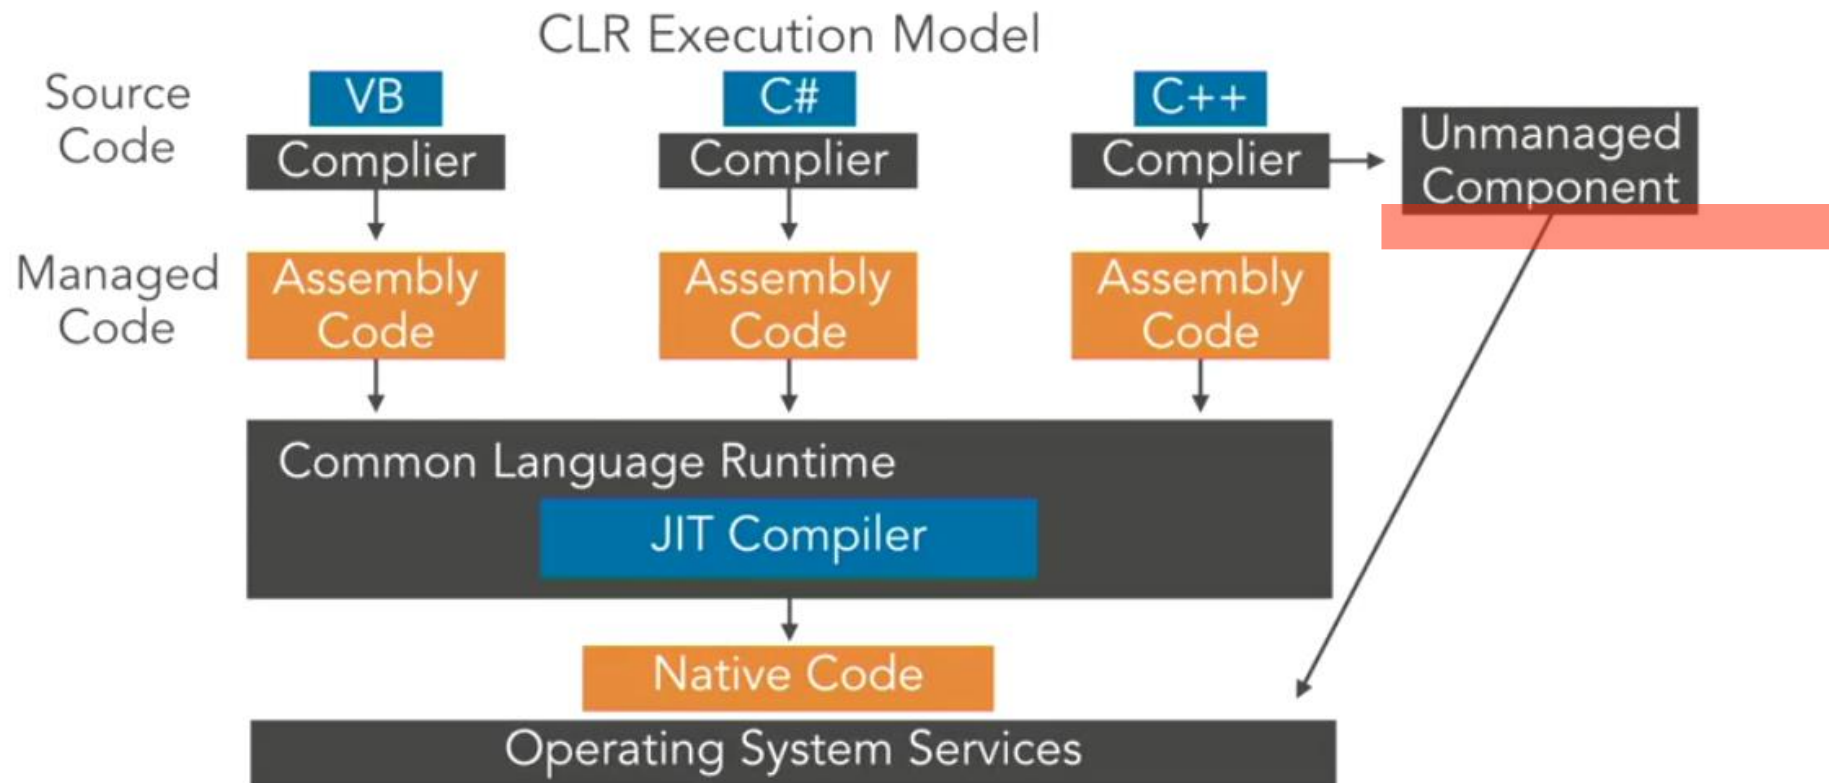 CLR Execution Model
Source
Code
VB
C#
C++
Complier
Complier
Complier
Unmanaged
Component
Managed
Code
Assembly
Code
Assembly
Code
Assembly
Code
Common Language Runtime
JIT Compiler
Native Code
Operating System Services